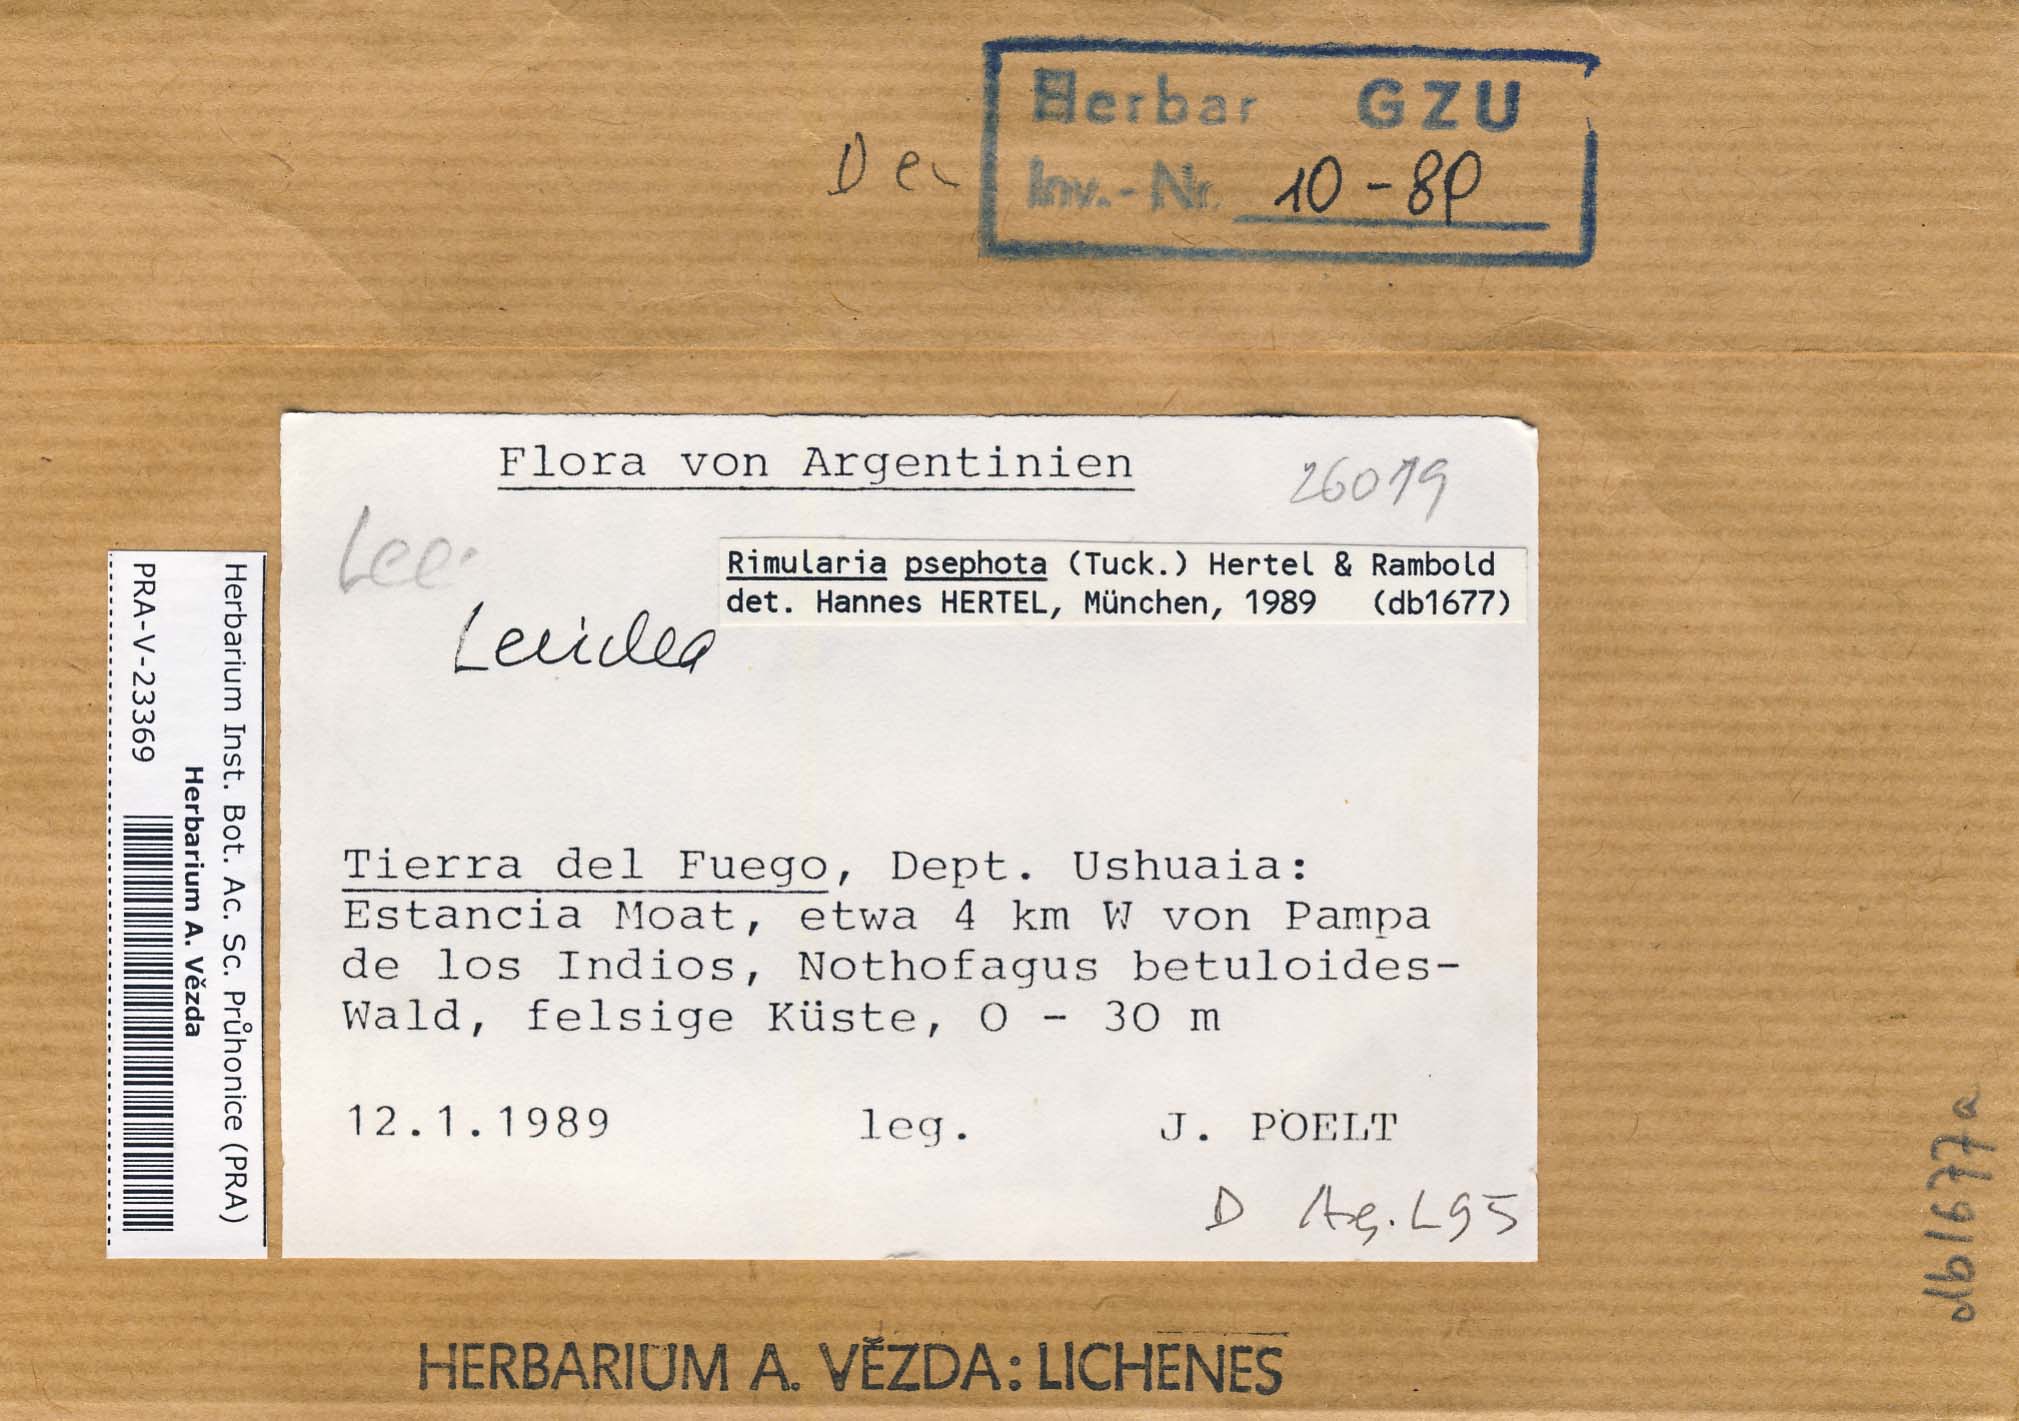 Herbar GZU
Inv.-Nr. 10-89
Flora von Argentinien
26019
Lee
Rimularia psephota (Tuck.) Hertel & Rambold
det. Hannes HERTEL, München, 1989 (db1677)
Lecidea
Tierra del Fuego, Dept. Ushuaia:
Estancia Moat, etwa 4 km W von Pampa
de los Indios, Nothofagus betuloides-
Wald, felsige Küste, 0 - 30 m
12.1.1989 leg. J. POELT
D
L95
Herbarium Inst. Bot. Ac. Sc. Průhonice (PRA)
Herbarium A. Vězda
PRA-V-23369
HERBARIUM A. VĚZDA: LICHENES